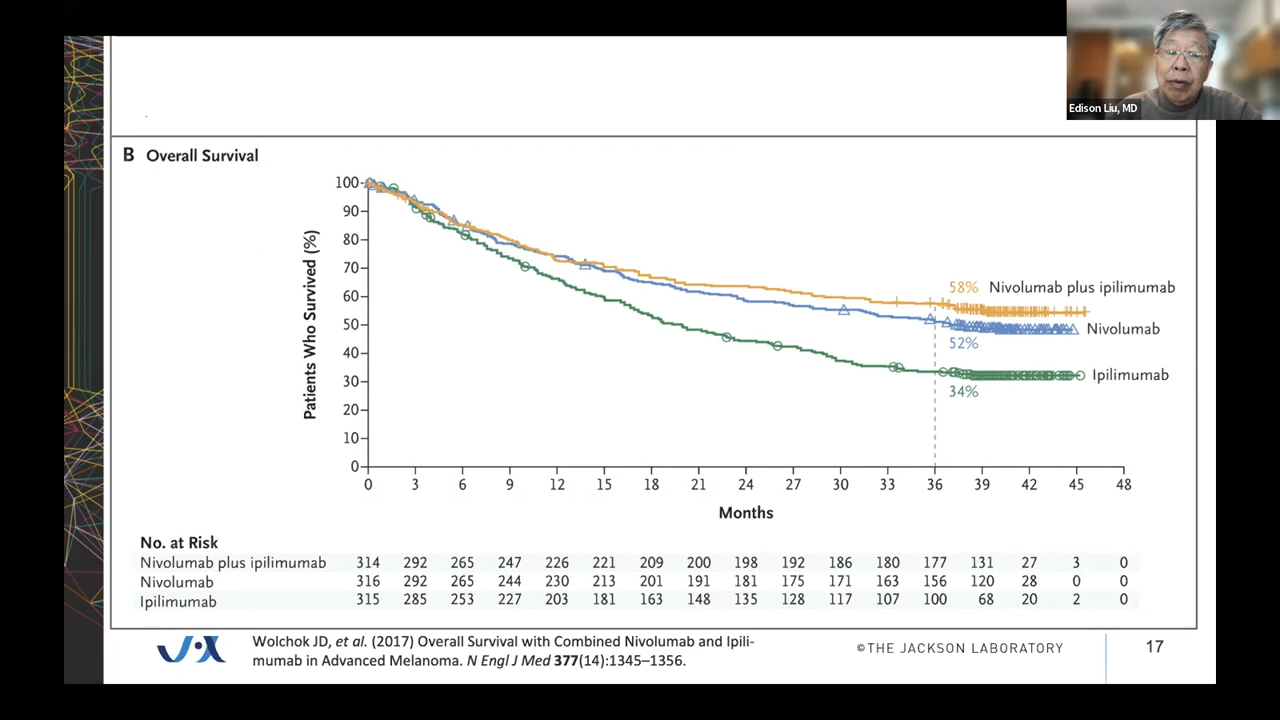 Edison Liu, MD
B Overall Survival
Patients Who Survived (%)
100
90
80
70
60
50
40
30
20
10
0
58% Nivolumab plus ipilimumab
Nivolumab
52%
Ipilimumab
34%
0 3 6 9 12 15 18 21 24 27 30 33 36 39 42 45 48
Months
No. at Risk
Nivolumab plus ipilimumab 314 292 265 247 226 221 209 200 198 192 186 180 177 131 27 3 0
Nivolumab 316 292 265 244 230 213 201 191 181 175 171 163 156 120 28 0 0
Ipilimumab 315 285 253 227 203 181 163 148 135 128 117 107 100 68 20 2 0
Wolchok JD, et al. (2017) Overall Survival with Combined Nivolumab and Ipili-
mumab in Advanced Melanoma. N Engl J Med 377(14):1345–1356.
©THE JACKSON LABORATORY
17